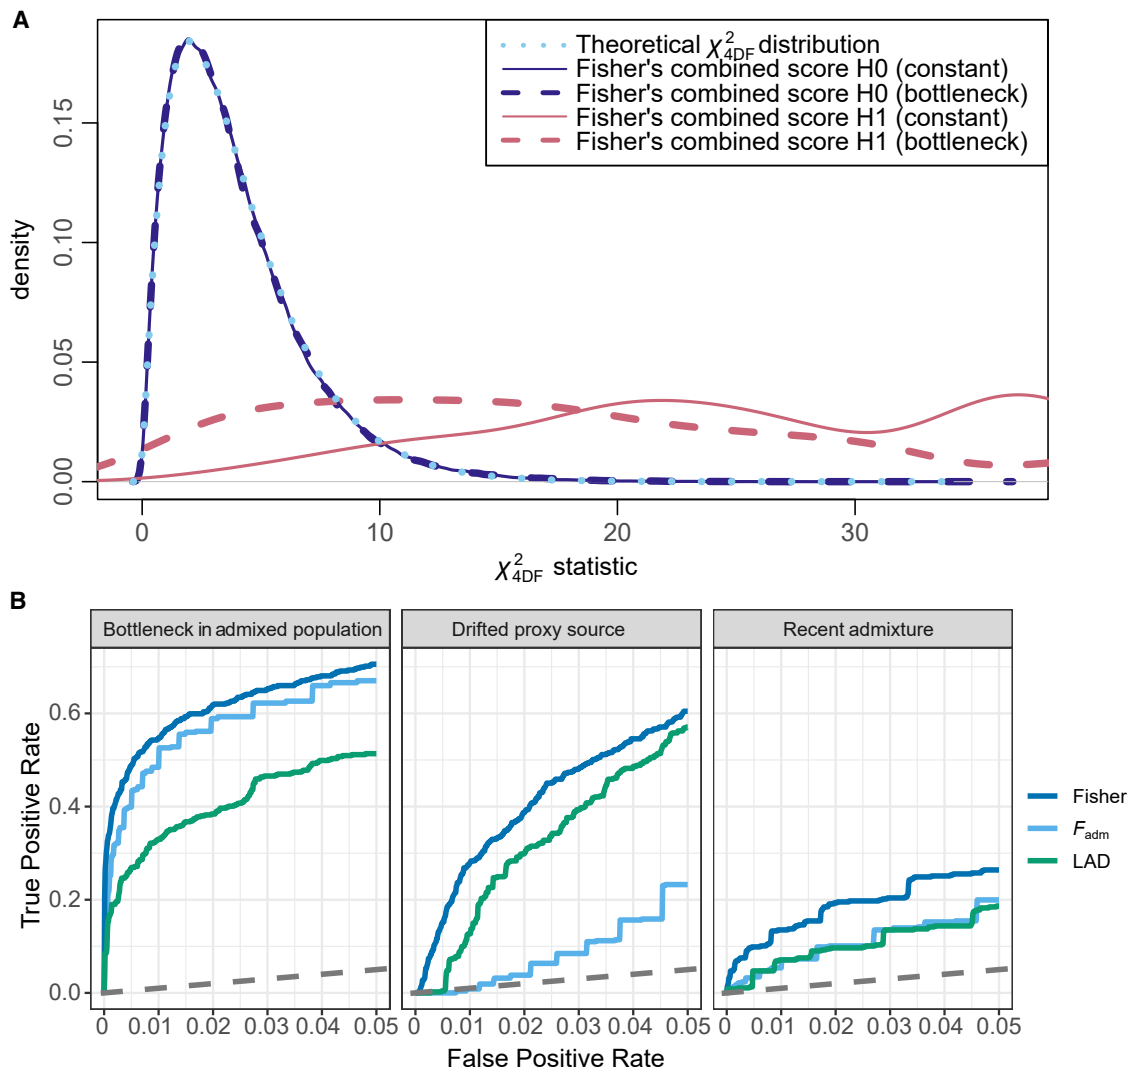 A
Theoretical χ²4DF distribution
Fisher's combined score H0 (constant)
Fisher's combined score H0 (bottleneck)
Fisher's combined score H1 (constant)
Fisher's combined score H1 (bottleneck)
density
0.15
0.10
0.05
0.00
0 10 20 30
χ²4DF statistic
B
Bottleneck in admixed population
Drifted proxy source
Recent admixture
True Positive Rate
0.6
0.4
0.2
0.0
0 0.01 0.02 0.03 0.04 0.05
0 0.01 0.02 0.03 0.04 0.05
0 0.01 0.02 0.03 0.04 0.05
False Positive Rate
Fisher
Fadm
LAD